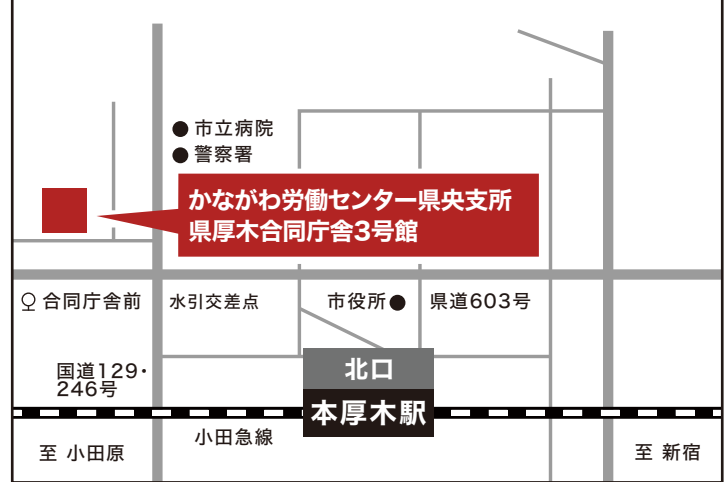 ●市立病院
●警察署
かながわ労働センター県央支所
県厚木合同庁舎3号館
合同庁舎前
水引交差点
市役所●
県道603号
国道129・
246号
北口
本厚木駅
小田急線
至 小田原
至 新宿